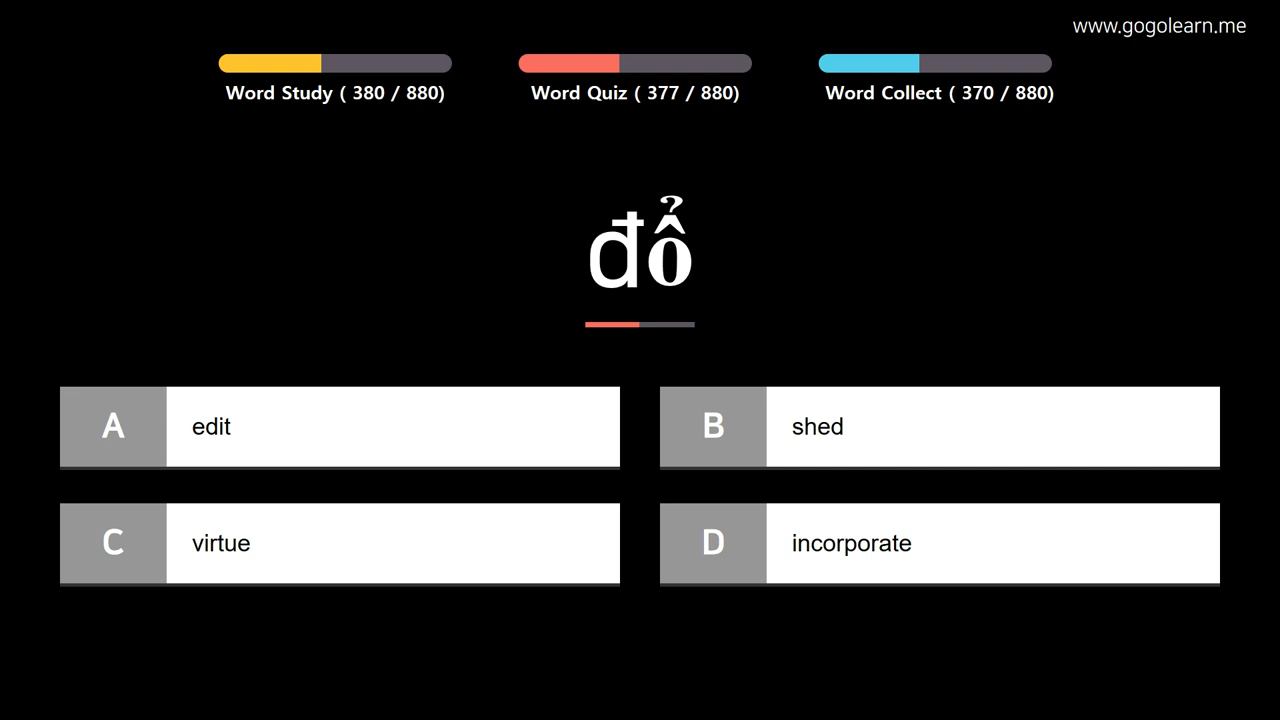 www.gogolearn.me
Word Study ( 380 / 880)
Word Quiz ( 377 / 880)
Word Collect ( 370 / 880)
đổ
A edit
B shed
C virtue
D incorporate